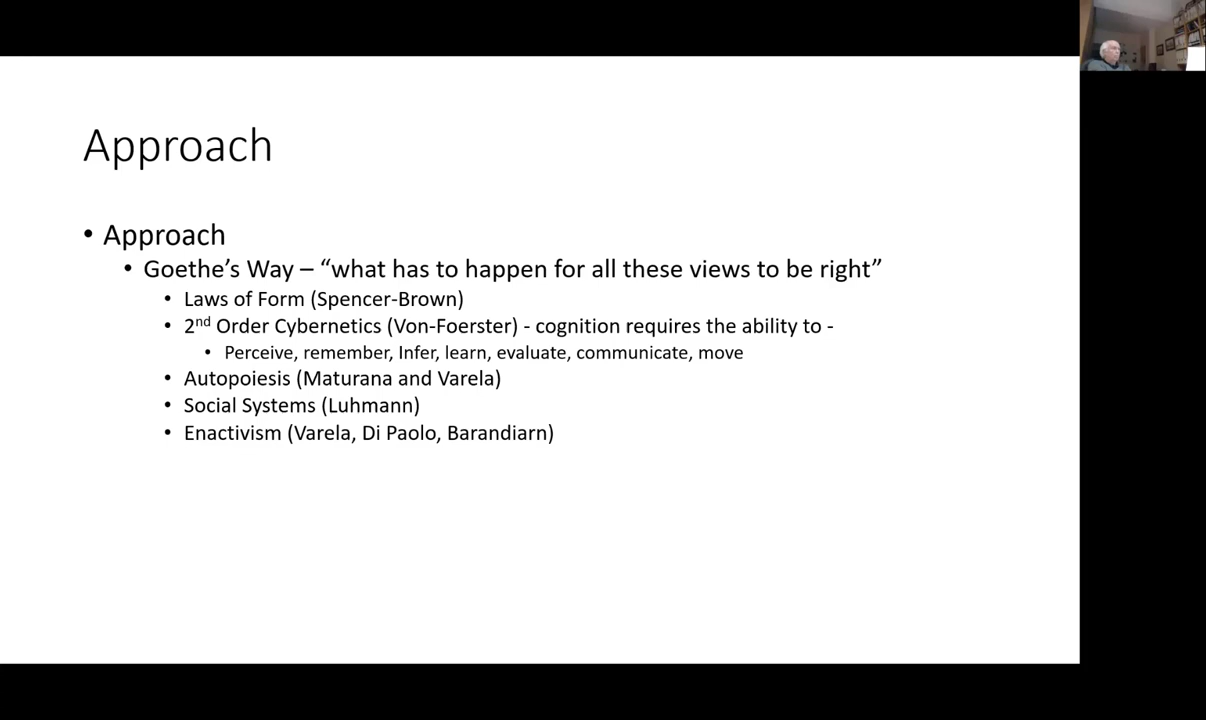 Approach
• Approach
• Goethe's Way – “what has to happen for all these views to be right”
• Laws of Form (Spencer-Brown)
• 2nd Order Cybernetics (Von-Foerster) - cognition requires the ability to -
• Perceive, remember, Infer, learn, evaluate, communicate, move
• Autopoiesis (Maturana and Varela)
• Social Systems (Luhmann)
• Enactivism (Varela, Di Paolo, Barandiarn)